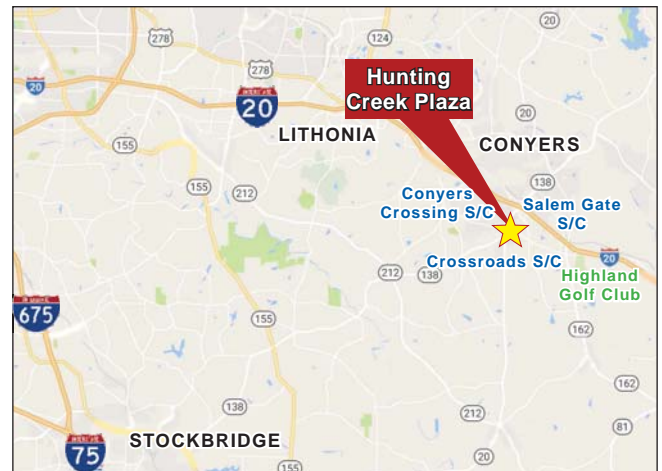 20
278
124
Hunting
Creek Plaza
278
20
20
LITHONIA
CONYERS
20
155
155
212
138
Conyers
Crossing S/C
Salem Gate
S/C
Crossroads S/C
20
212
138
Highland
Golf Club
675
155
162
162
138
212
81
STOCKBRIDGE
75
20
155